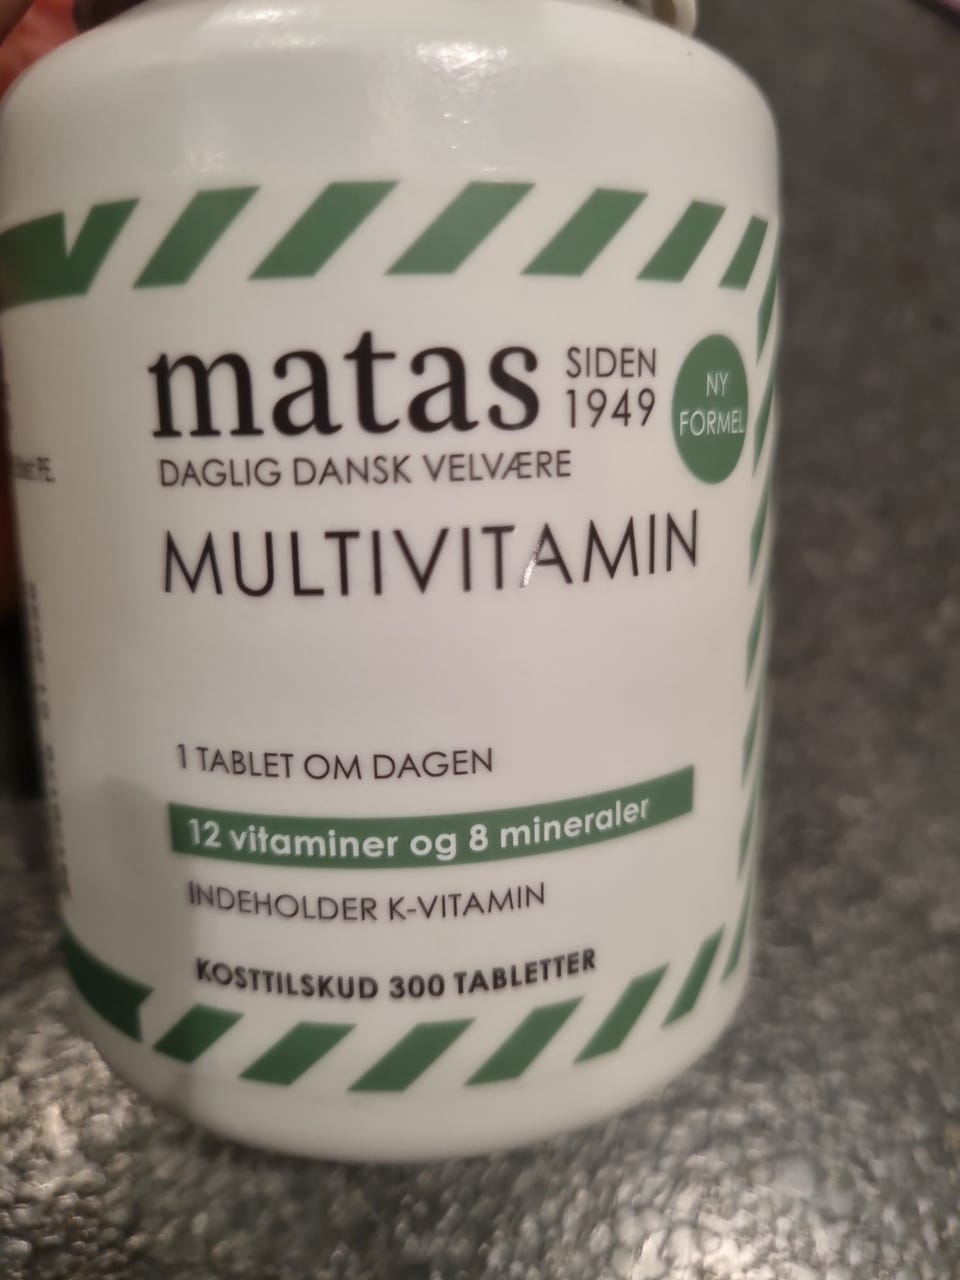 matas
SIDEN
1949
NY
FORMEL
DAGLIG DANSK VELVÆRE
MULTIVITAMIN
1 TABLET OM DAGEN
12 vitaminer og 8 mineraler
INDEHOLDER K-VITAMIN
KOSTTILSKUD 300 TABLETTER
PE.